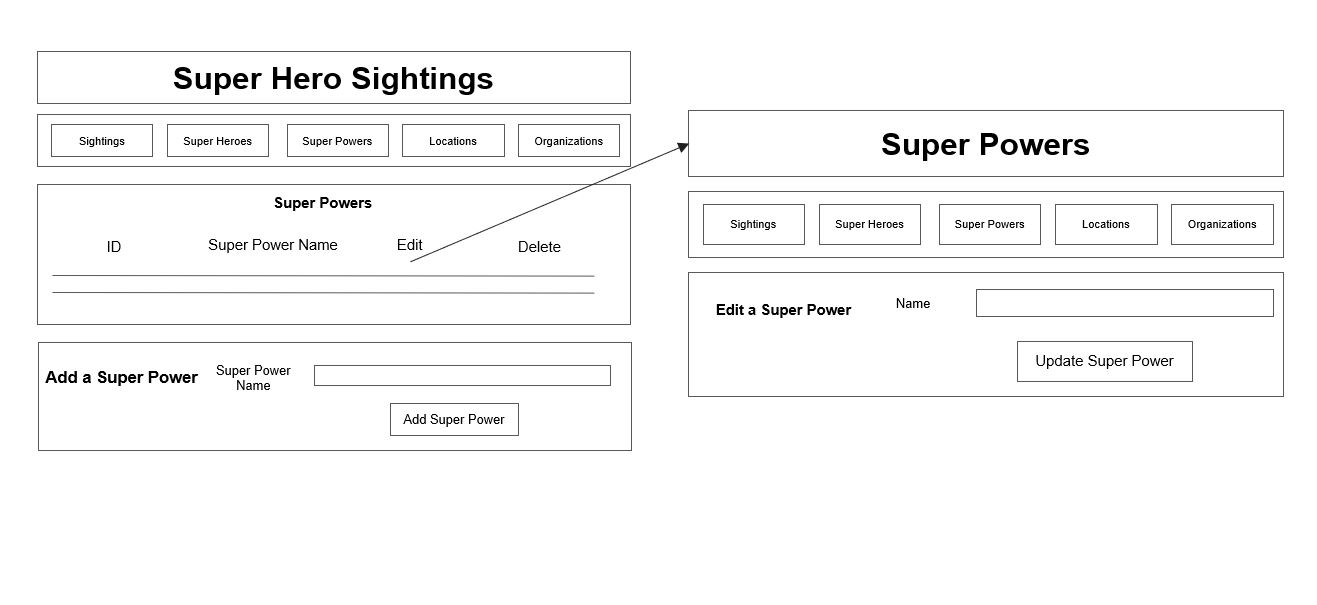 Super Hero Sightings
Sightings
Super Heroes
Super Powers
Locations
Organizations
Super Powers
ID
Super Power Name
Edit
Delete
Add a Super Power
Super Power
Name
Add Super Power
Super Powers
Sightings
Super Heroes
Super Powers
Locations
Organizations
Edit a Super Power
Name
Update Super Power